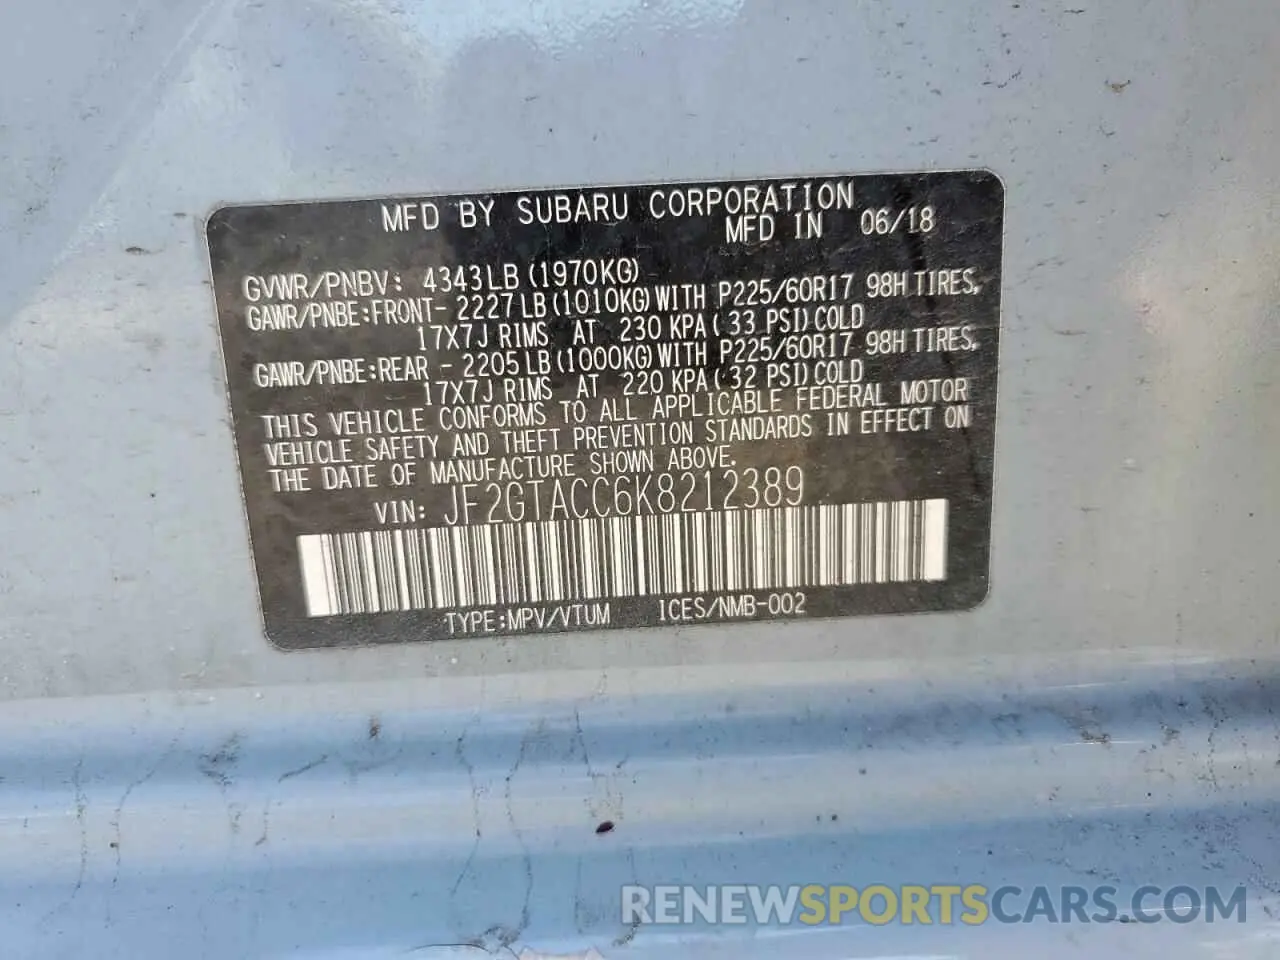 MFD BY SUBARU CORPORATION
MFD IN 06/18
GVWR/PNBV: 4343LB (1970KG)
GAWR/PNBE:FRONT- 2227LB (1010KG) WITH P225/60R17 98H TIRES,
17X7J RIMS AT 230 KPA( 33 PSI) COLD
GAWR/PNBE:REAR - 2205LB (1000KG) WITH P225/60R17 98H TIRES,
17X7J RIMS AT 220 KPA( 32 PSI) COLD
THIS VEHICLE CONFORMS TO ALL APPLICABLE FEDERAL MOTOR
VEHICLE SAFETY AND THEFT PREVENTION STANDARDS IN EFFECT ON
THE DATE OF MANUFACTURE SHOWN ABOVE.
VIN: JF2GTACC6K8212389
TYPE:MPV/VTUM ICES/NMB-002
RENEWSPORTSCARS.COM